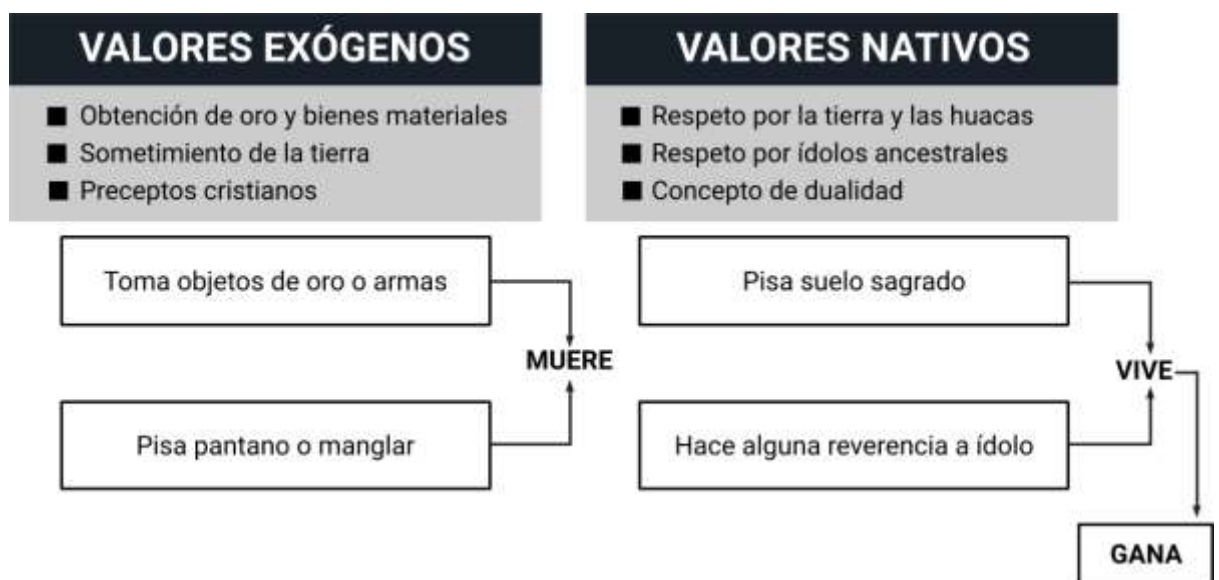 VALORES EXÓGENOS
Obtención de oro y bienes materiales
Sometimiento de la tierra
Preceptos cristianos
VALORES NATIVOS
Respeto por la tierra y las huacas
Respeto por ídolos ancestrales
Concepto de dualidad
Toma objetos de oro o armas
Pisa pantano o manglar
MUERE
Pisa suelo sagrado
Hace alguna reverencia a ídolo
VIVE
GANA